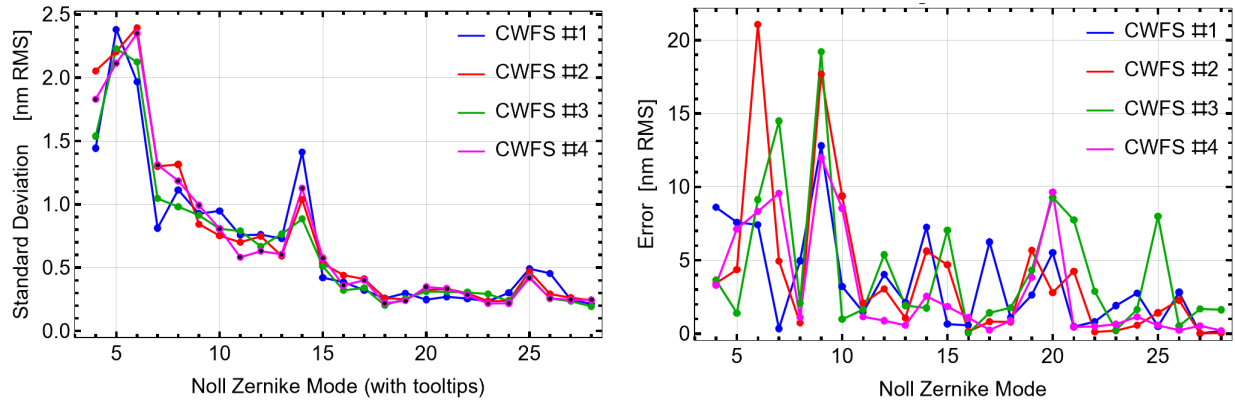 Standard Deviation [nm RMS]
2.5
2.0
1.5
1.0
0.5
0.0
5
10
15
20
25
Noll Zernike Mode (with tooltips)
CWFS #1
CWFS #2
CWFS #3
CWFS #4
Error [nm RMS]
20
15
10
5
0
5
10
15
20
25
Noll Zernike Mode
CWFS #1
CWFS #2
CWFS #3
CWFS #4